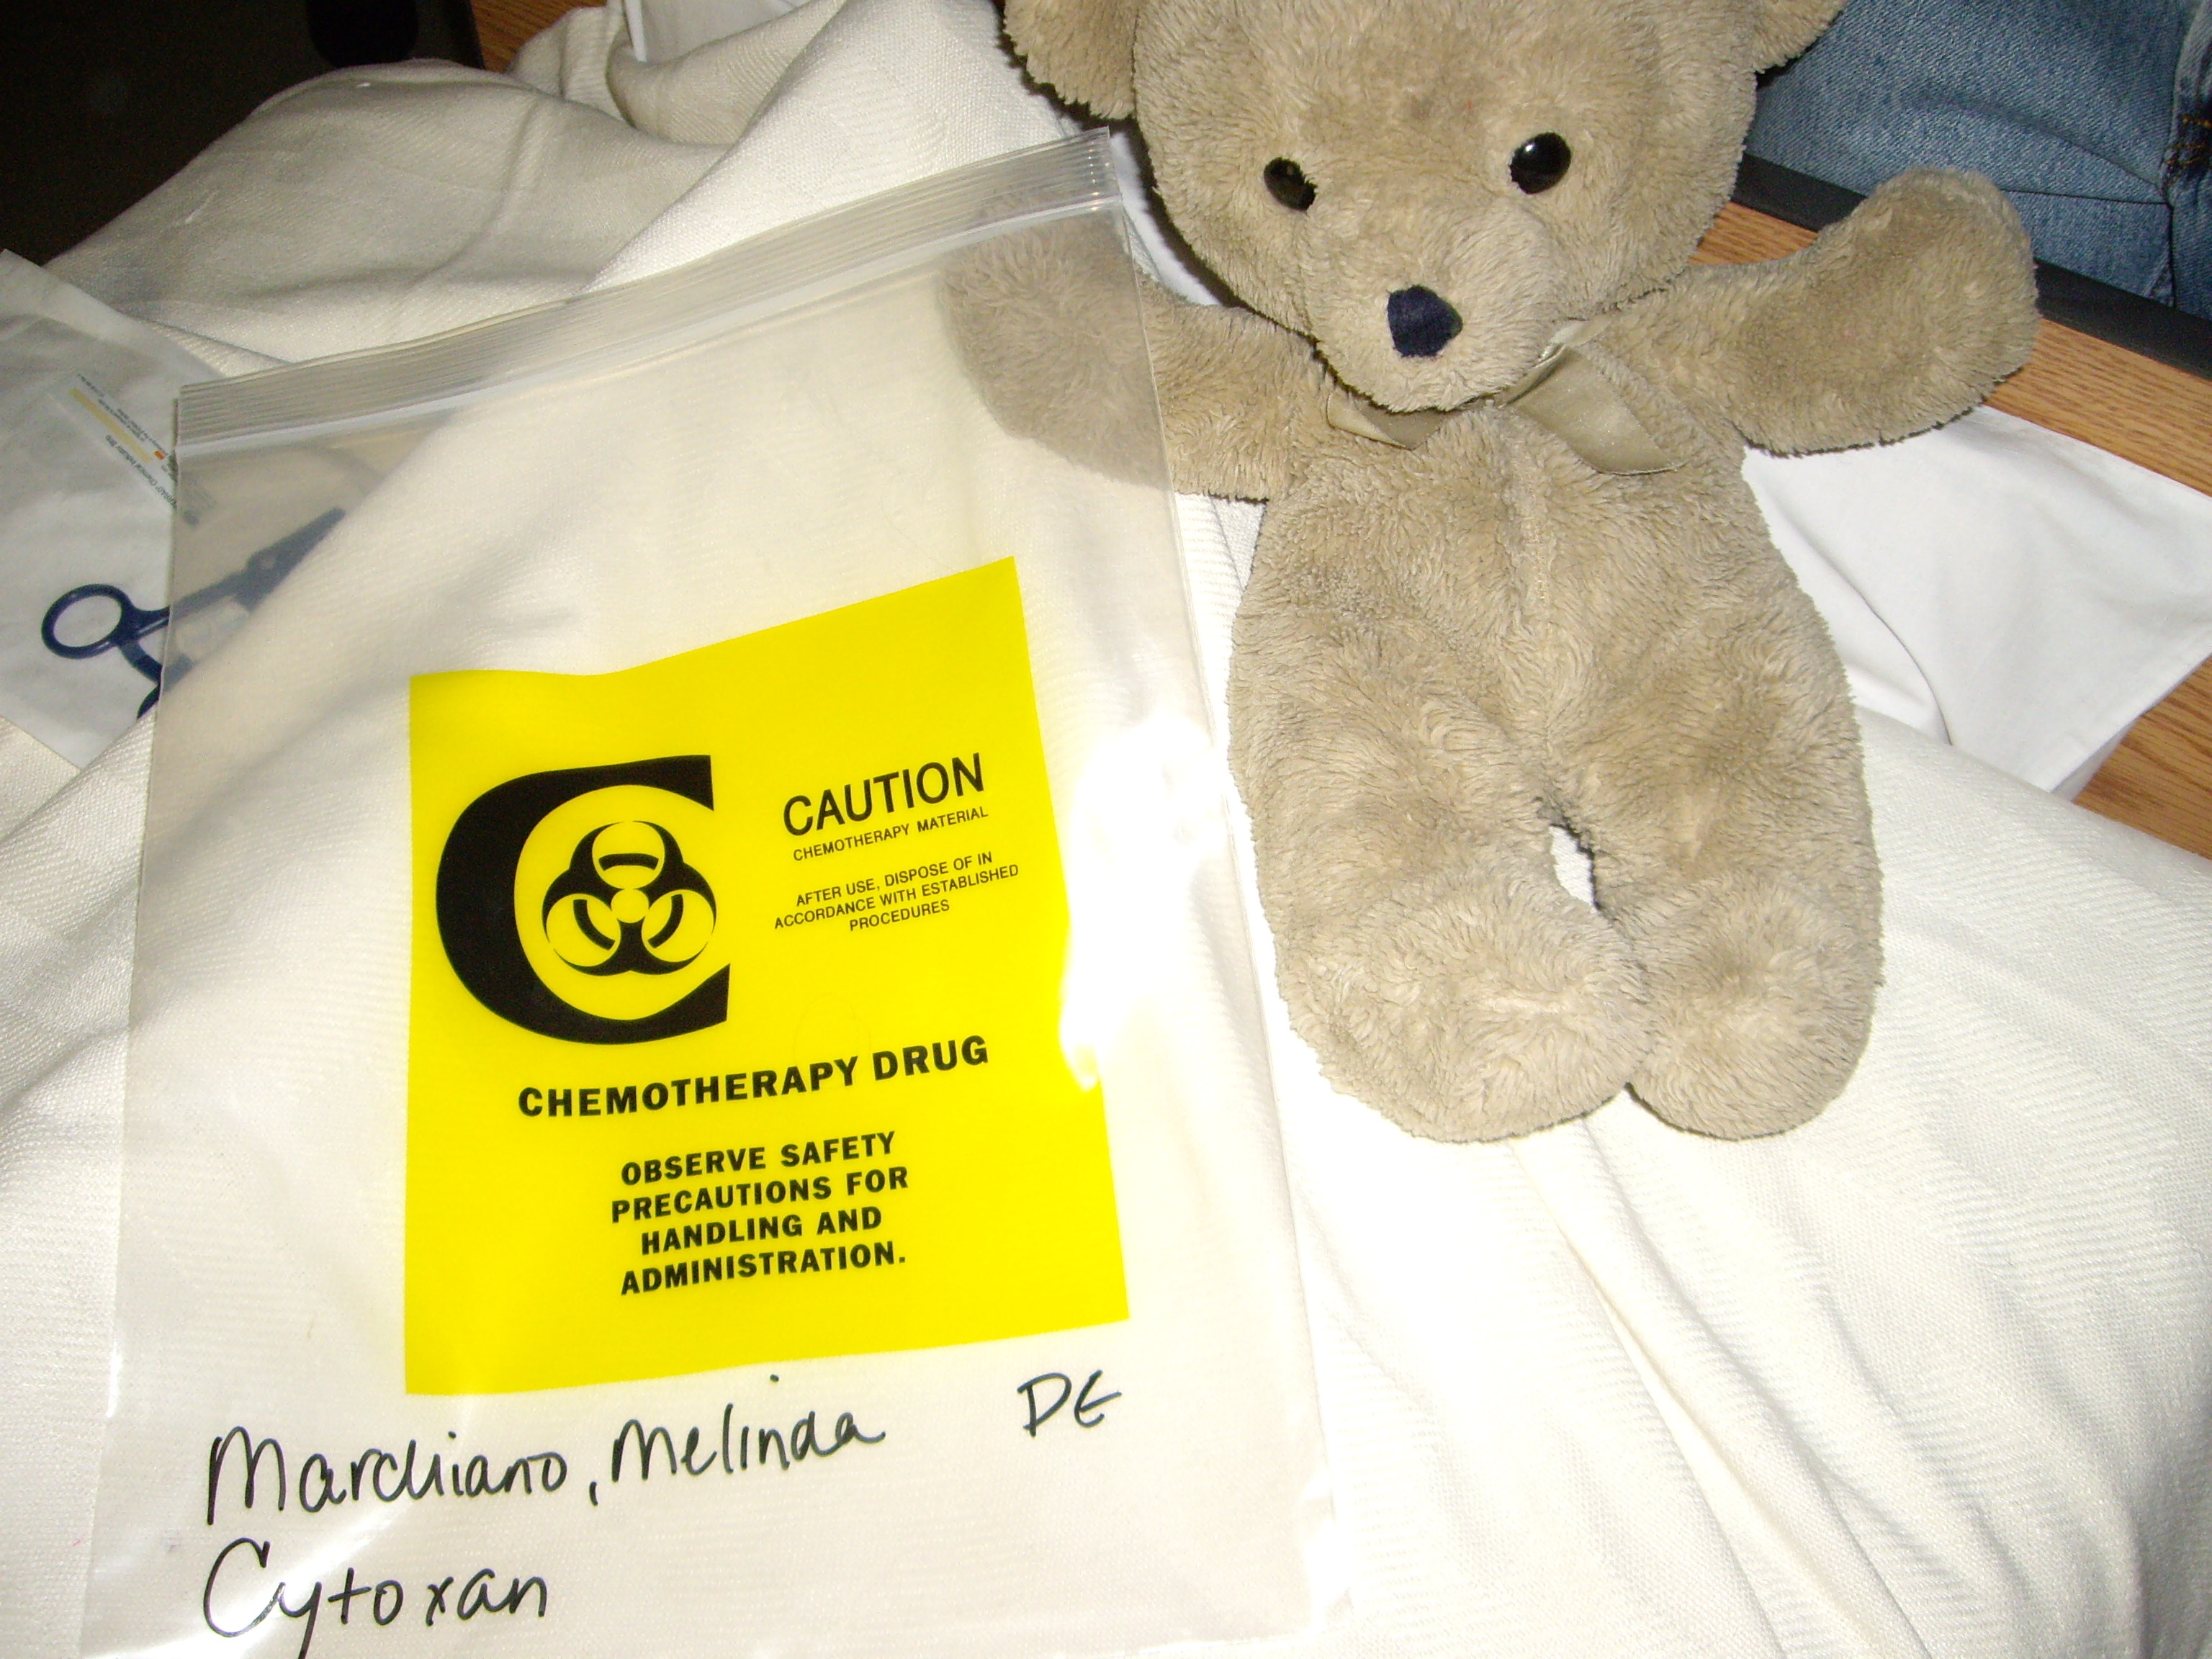 C
CAUTION
CHEMOTHERAPY MATERIAL
AFTER USE, DISPOSE OF IN
ACCORDANCE WITH ESTABLISHED
PROCEDURES
CHEMOTHERAPY DRUG
OBSERVE SAFETY
PRECAUTIONS FOR
HANDLING AND
ADMINISTRATION.
Marchiano, Melinda DE
Cytoxan